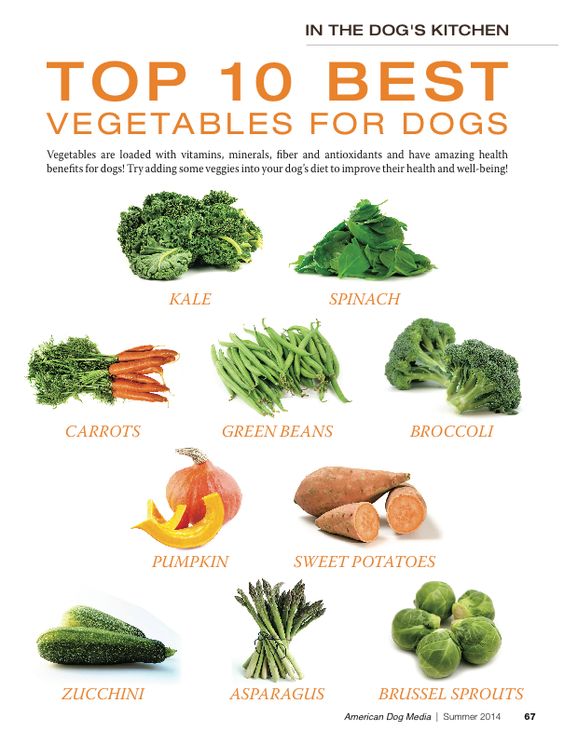 IN THE DOG'S KITCHEN
TOP 10 BEST
VEGETABLES FOR DOGS
Vegetables are loaded with vitamins, minerals, fiber and antioxidants and have amazing health
benefits for dogs! Try adding some veggies into your dog's diet to improve their health and well-being!
KALE
SPINACH
CARROTS
GREEN BEANS
BROCCOLI
PUMPKIN
SWEET POTATOES
ZUCCHINI
ASPARAGUS
BRUSSEL SPROUTS
American Dog Media | Summer 2014 67